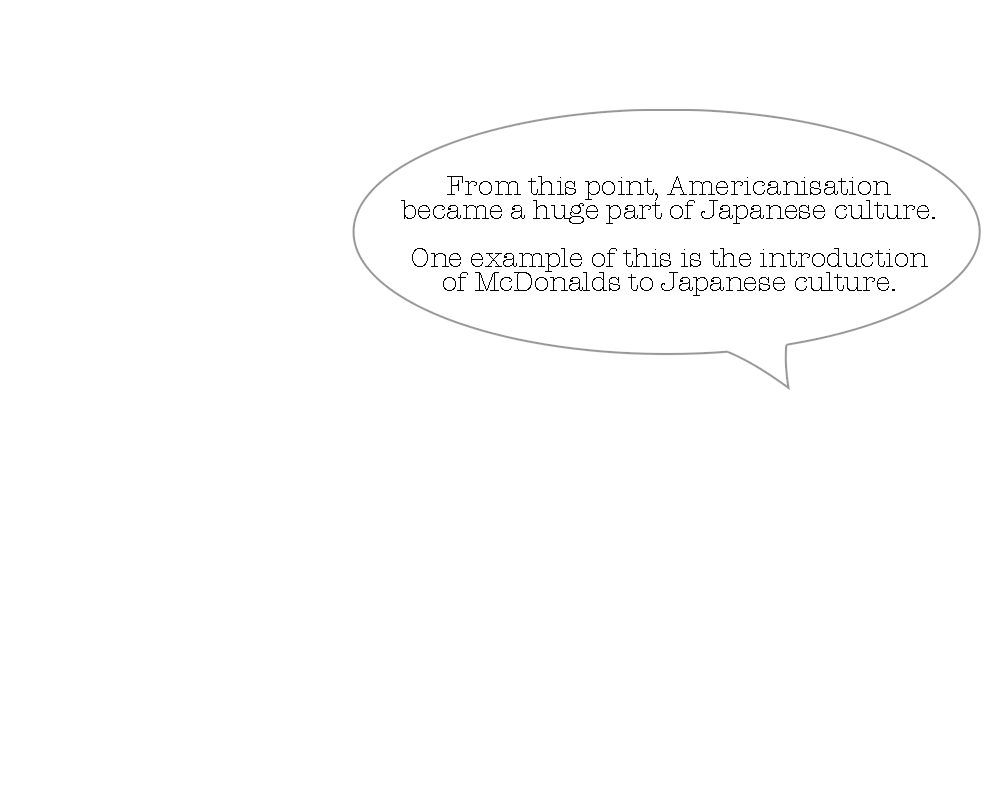 From this point, Americanisation
became a huge part of Japanese culture.
One example of this is the introduction
of McDonalds to Japanese culture.